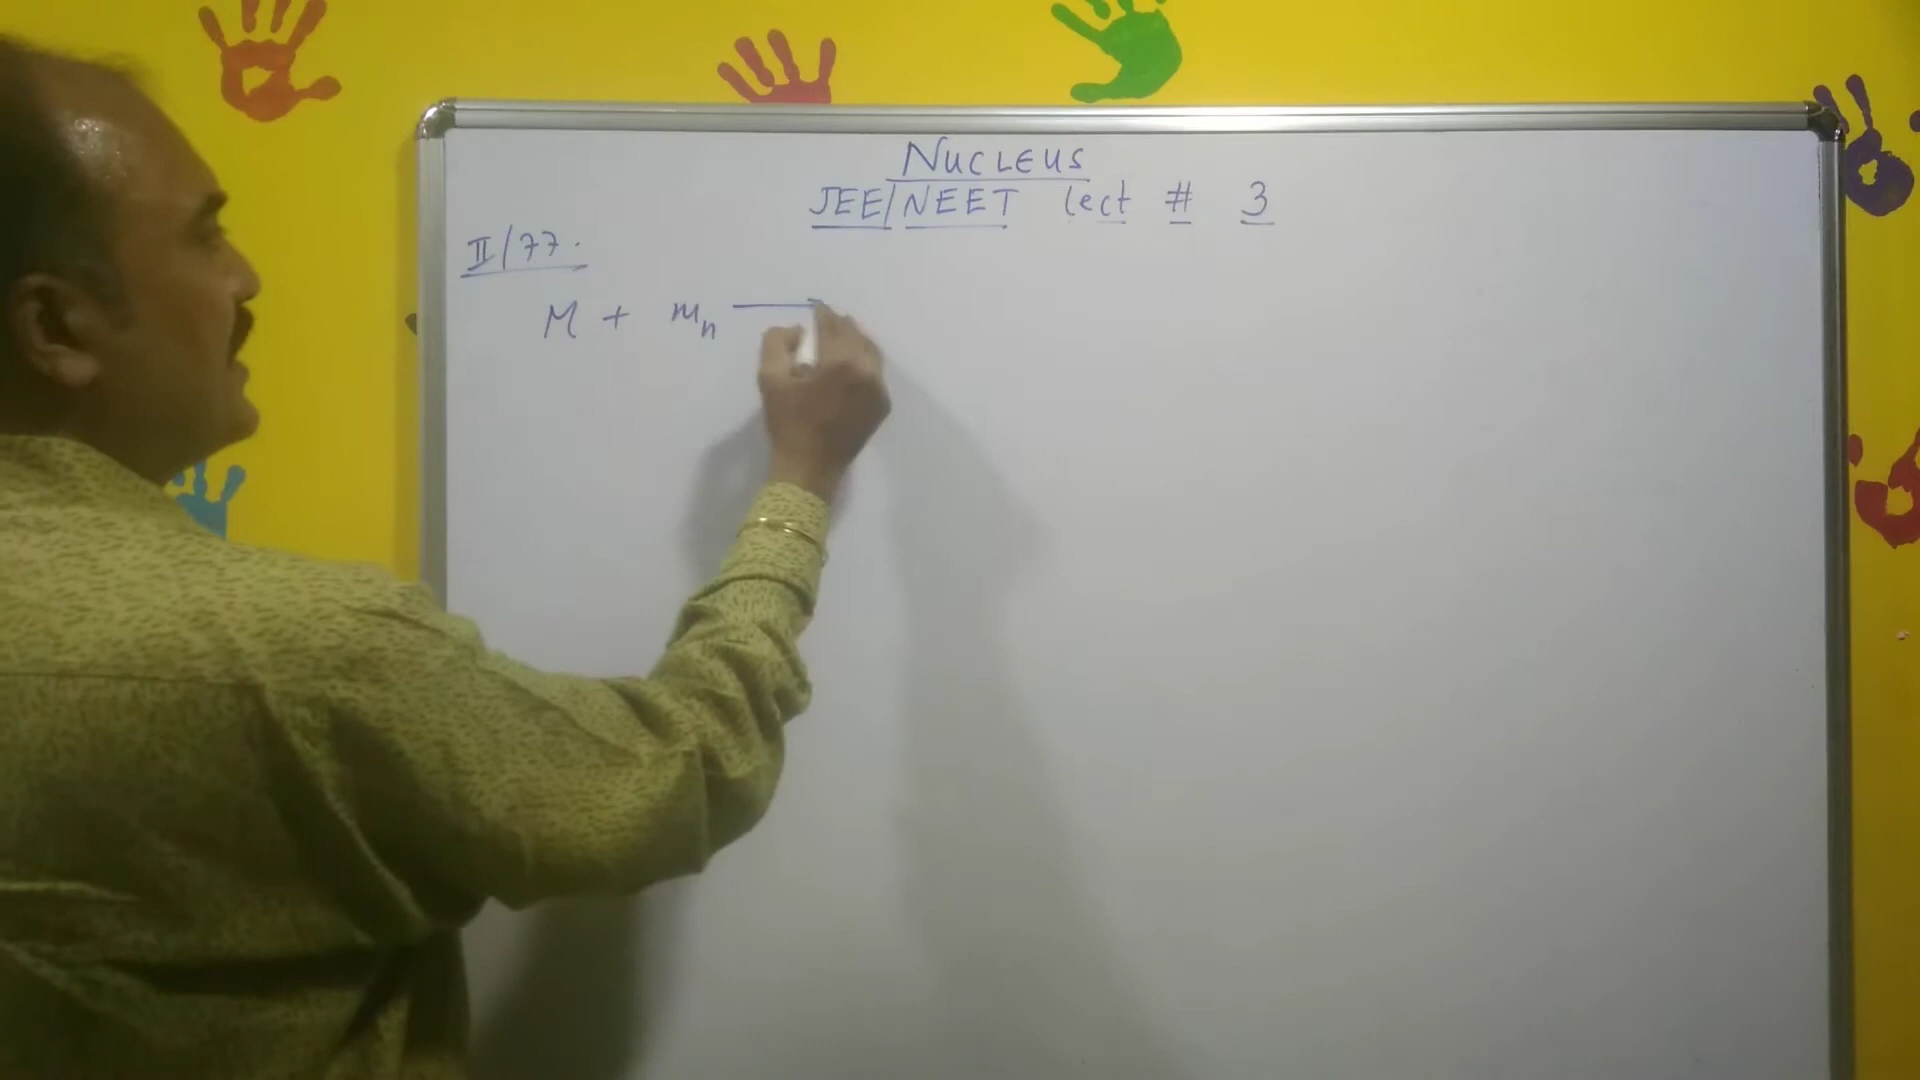 NUCLEUS
JEE/NEET lect # 3
II/77.
M + mn →